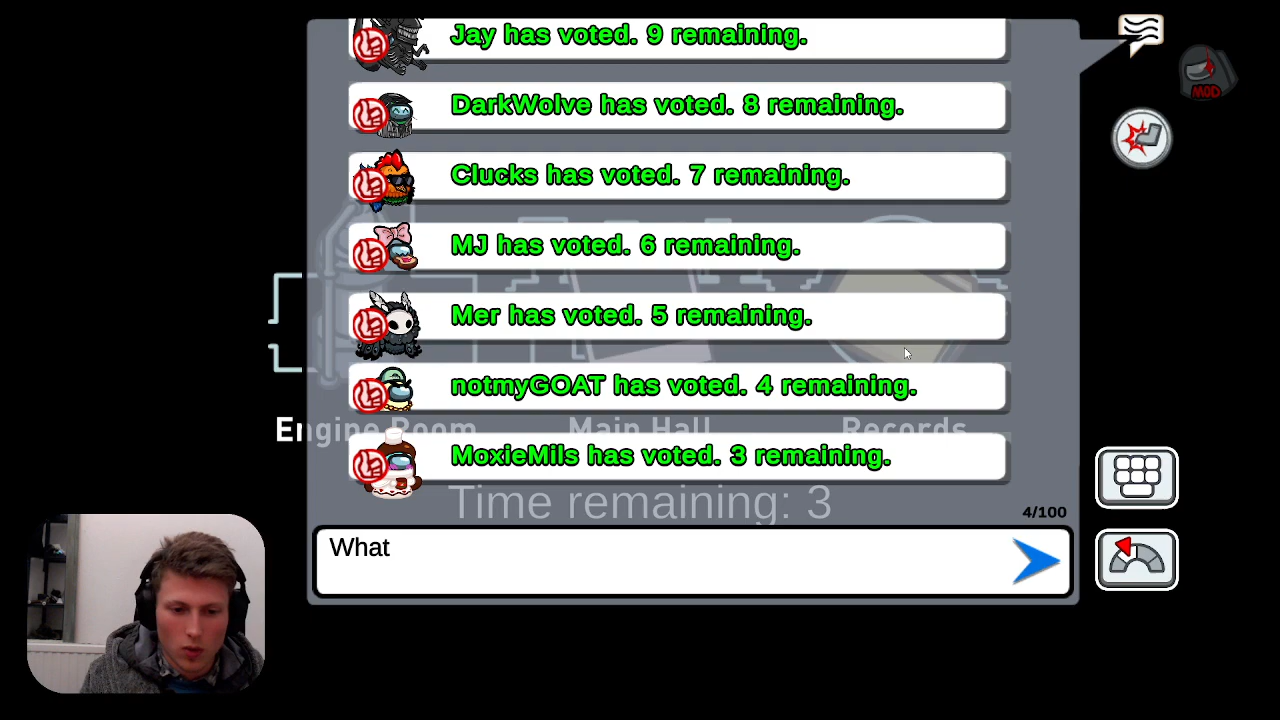 Jay has voted. 9 remaining.
MOD
DarkWolve has voted. 8 remaining.
Clucks has voted. 7 remaining.
MJ has voted. 6 remaining.
Mer has voted. 5 remaining.
notmyGOAT has voted. 4 remaining.
Engine Room Main Hall Records
MoxieMils has voted. 3 remaining.
Time remaining: 3
4/100
What